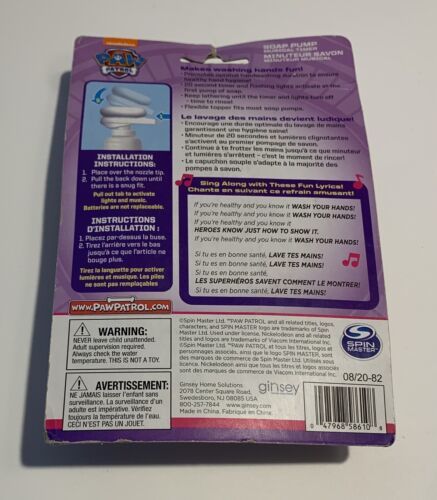 nickelodeon
PAW
PATROL
SOAP PUMP
MUSICAL TIMER
MINUTEUR SAVON
MINUTEUR MUSICAL
Makes washing hands fun!
• Promotes optimal handwashing duration to ensure
healthy hand hygiene!
• 20 second timer and flashing lights activate at the
first pump of soap.
• Keep lathering until the timer and lights turn off
- time to rinse!
• Flexible topper fits most soap pumps.
Le lavage des mains devient ludique!
• Encourage une durée optimale du lavage de mains
garantissant une hygiène saine!
• Minuteur de 20 secondes et lumières clignotantes
s'activent au premier pompage de savon.
• Continue à te frotter les mains jusqu'à ce que minuteur
et lumières s'arrêtent - c'est le moment de rincer!
• Le capuchon souple s'adapte à la majorité des
pompes à savon.
INSTALLATION
INSTRUCTIONS:
1. Place over the nozzle tip.
2. Pull the back down until
there is a snug fit.
Pull out tab to activate
lights and music.
Batteries are not replaceable.
INSTRUCTIONS
D'INSTALLATION :
1. Placez par-dessus la buse.
2. Tirez l'arrière vers le bas
jusqu'à ce que l'article ne
bouge plus.
Tirez la languette pour activer
lumières et musique. Les piles
ne sont pas remplaçables
Sing Along with These Fun Lyrics!
Chante en suivant ce refrain amusant!
If you're healthy and you know it WASH YOUR HANDS!
If you're healthy and you know it WASH YOUR HANDS!
If you're healthy and you know it
HEROES KNOW JUST HOW TO SHOW IT.
If you're healthy and you know it WASH YOUR HANDS!
Si tu es en bonne santé, LAVE TES MAINS!
Si tu es en bonne santé, LAVE TES MAINS!
Si tu es en bonne santé,
LES SUPERHÉROS SAVENT COMMENT LE MONTRER!
Si tu es en bonne santé, LAVE TES MAINS!
WWW.PAWPATROL.COM
WARNING:
NEVER leave child unattended.
Adult supervision required.
Always check the water
temperature. THIS IS NOT A TOY.
AVERTISSEMENT:
NE JAMAIS laisser l'enfant sans
surveillance. La surveillance
d'un adulte est nécessaire. Vérifiez
toujours la température de l'eau.
CECI N'EST PAS UN JOUET.
©Spin Master Ltd. ™PAW PATROL and all related titles, logos,
characters, and SPIN MASTER logo are trademarks of Spin
Master Ltd. Used under license. Nickelodeon and all related
titles and logos are trademarks of Viacom International Inc.
©Spin Master Ltd. ™PAW PATROL et tous les titres, logos et
personnages associés, ainsi que le logo SPIN MASTER, sont
des marques de commerce de Spin Master Ltd. Utilisés sous
licence. Nickelodeon et tous les titres et logos associés sont
des marques de commerce de Viacom International Inc.
SPIN
MASTER
08/20-82
Ginsey Home Solutions
2078 Center Square Road,
Swedesboro, NJ 08085 USA
800-257-7844 www.ginsey.com
Made in China. Fabriqué en China.
ginsey
0 47968 58610 8